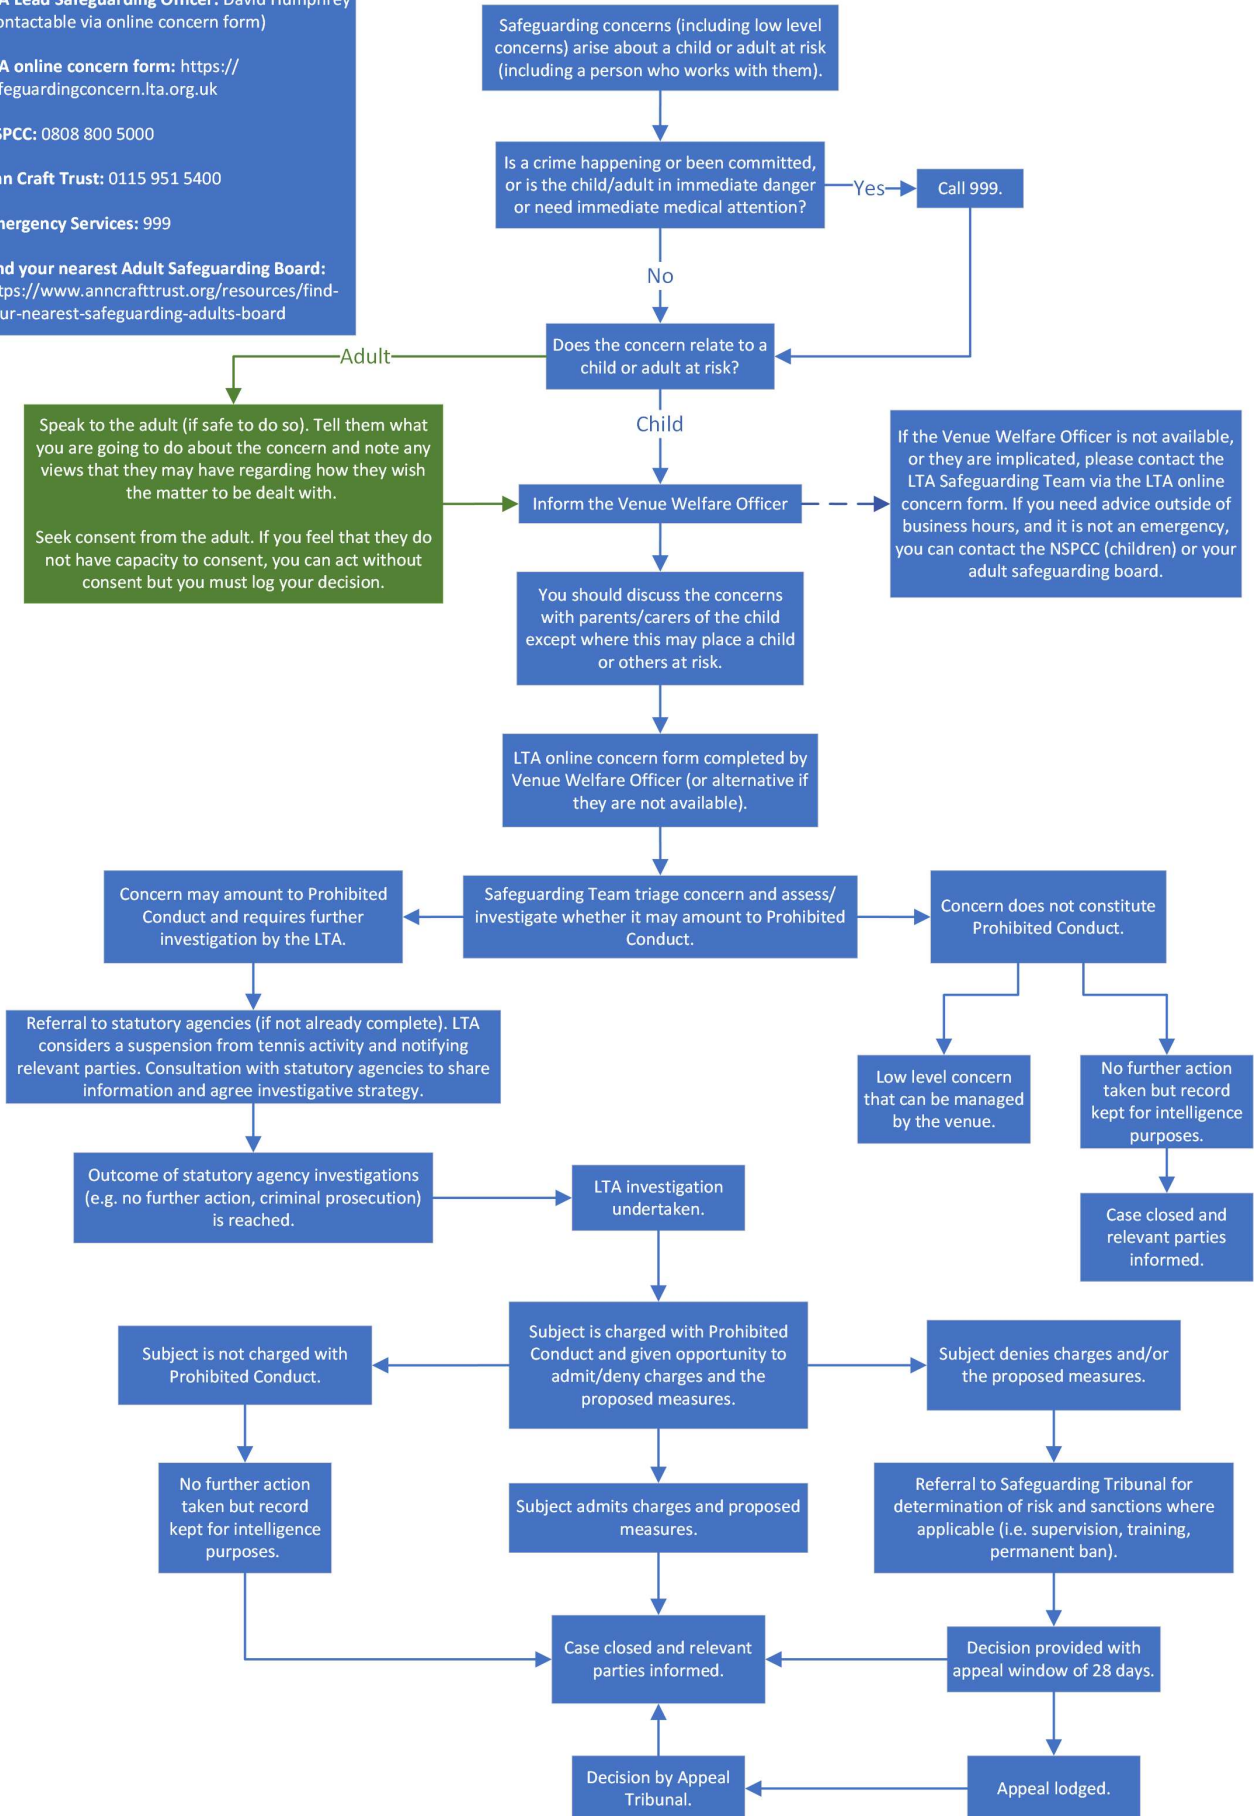 Lead Safeguarding Officer: David Humphrey
via online concern form)
online concern form: https://
0808 800 5000
Craft Trust: 0115 951 5400
Services: 999
your nearest Adult Safeguarding Board:
Safeguarding concerns (including low level
concerns) arise about a child or adult at risk
(including a person who works with them).
Is a crime happening or been committed,
or is the child/adult in immediate danger
or need immediate medical attention?
Yes
Call 999.
No
Does the concern relate to a
child or adult at risk?
Adult
Child
Speak to the adult (if safe to do so). Tell them what
you are going to do about the concern and note any
views that they may have regarding how they wish
the matter to be dealt with.
Seek consent from the adult. If you feel that they do
not have capacity to consent, you can act without
consent but you must log your decision.
Inform the Venue Welfare Officer
If the Venue Welfare Officer is not available,
or they are implicated, please contact the
LTA Safeguarding Team via the LTA online
concern form. If you need advice outside of
business hours, and it is not an emergency,
you can contact the NSPCC (children) or your
adult safeguarding board.
You should discuss the concerns
with parents/carers of the child
except where this may place a child
or others at risk.
LTA online concern form completed by
Venue Welfare Officer (or alternative if
they are not available).
Concern may amount to Prohibited
Conduct and requires further
investigation by the LTA.
Safeguarding Team triage concern and assess/
investigate whether it may amount to Prohibited
Conduct.
Concern does not constitute
Prohibited Conduct.
Referral to statutory agencies (if not already complete). LTA
considers a suspension from tennis activity and notifying
relevant parties. Consultation with statutory agencies to share
information and agree investigative strategy.
Low level concern
that can be managed
by the venue.
No further action
taken but record
kept for intelligence
purposes.
Outcome of statutory agency investigations
(e.g. no further action, criminal prosecution)
is reached.
LTA investigation
undertaken.
Case closed and
relevant parties
informed.
Subject is not charged with
Prohibited Conduct.
Subject is charged with Prohibited
Conduct and given opportunity to
admit/deny charges and the
proposed measures.
Subject denies charges and/or
the proposed measures.
No further action
taken but record
kept for intelligence
purposes.
Subject admits charges and proposed
measures.
Referral to Safeguarding Tribunal for
determination of risk and sanctions where
applicable (i.e. supervision, training,
permanent ban).
Case closed and relevant
parties informed.
Decision provided with
appeal window of 28 days.
Decision by Appeal
Tribunal.
Appeal lodged.